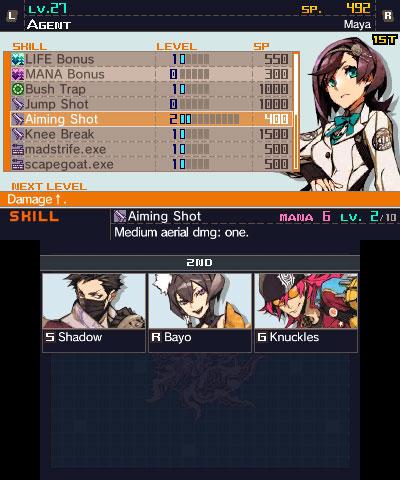 L LV.27 SP. 492 R
AGENT Maya
1ST
SKILL LEVEL SP
LIFE Bonus 1 550
MANA Bonus 0 300
Bush Trap 1 1000
Jump Shot 0 1000
Aiming Shot 2 400
Knee Break 1 1500
madstrife.exe 1 500
scapegoat.exe 1 500
NEXT LEVEL
Damage↑.
SKILL Aiming Shot MANA 6 LV. 2/10
Medium aerial dmg: one.
2ND
S Shadow R Bayo G Knuckles